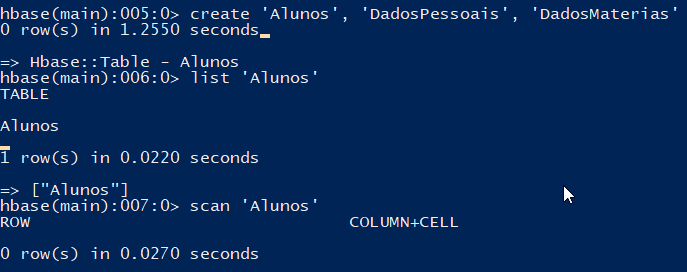 hbase(main):005:0> create 'Alunos', 'DadosPessoais', 'DadosMaterias'
0 row(s) in 1.2550 seconds
=> Hbase::Table - Alunos
hbase(main):006:0> list 'Alunos'
TABLE
Alunos
1 row(s) in 0.0220 seconds
=> ["Alunos"]
hbase(main):007:0> scan 'Alunos'
ROW COLUMN+CELL
0 row(s) in 0.0270 seconds